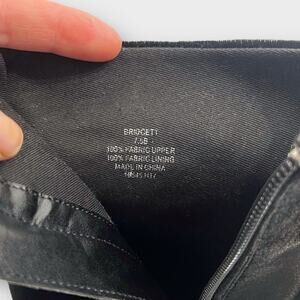 BRIDGETT
7.5B
100% FABRIC UPPER
100% FABRIC LINING
MADE IN CHINA